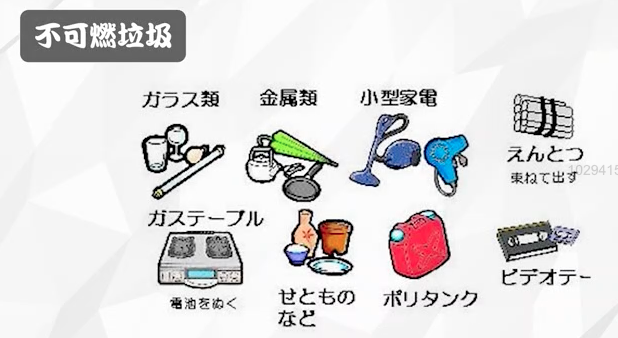 不可燃垃圾
ガラス類 金属類 小型家電
えんとつ
束ねて出す
1029415
ガステーブル
電池をぬく
せともの
など
ポリタンク
ビデオテー